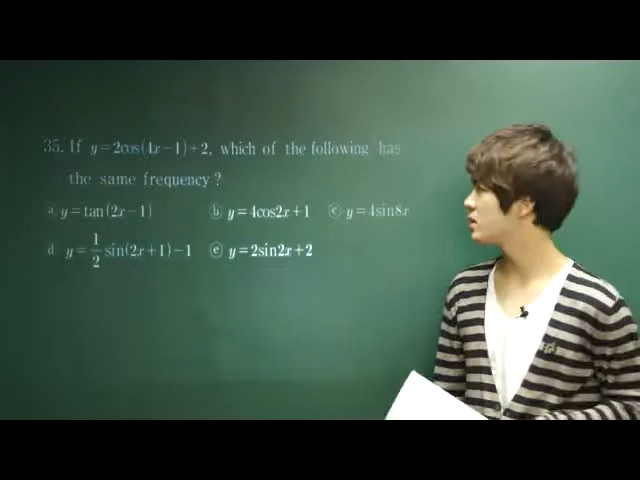 35. If y=2cos(4x−1)+2, which of the following has
the same frequency?
ⓐ y=tan(2x−1) ⓑ y=4cos2x+1 ⓒ y=4sin8x
ⓓ y=1/2 sin(2x+1)−1 ⓔ y=2sin2x+2